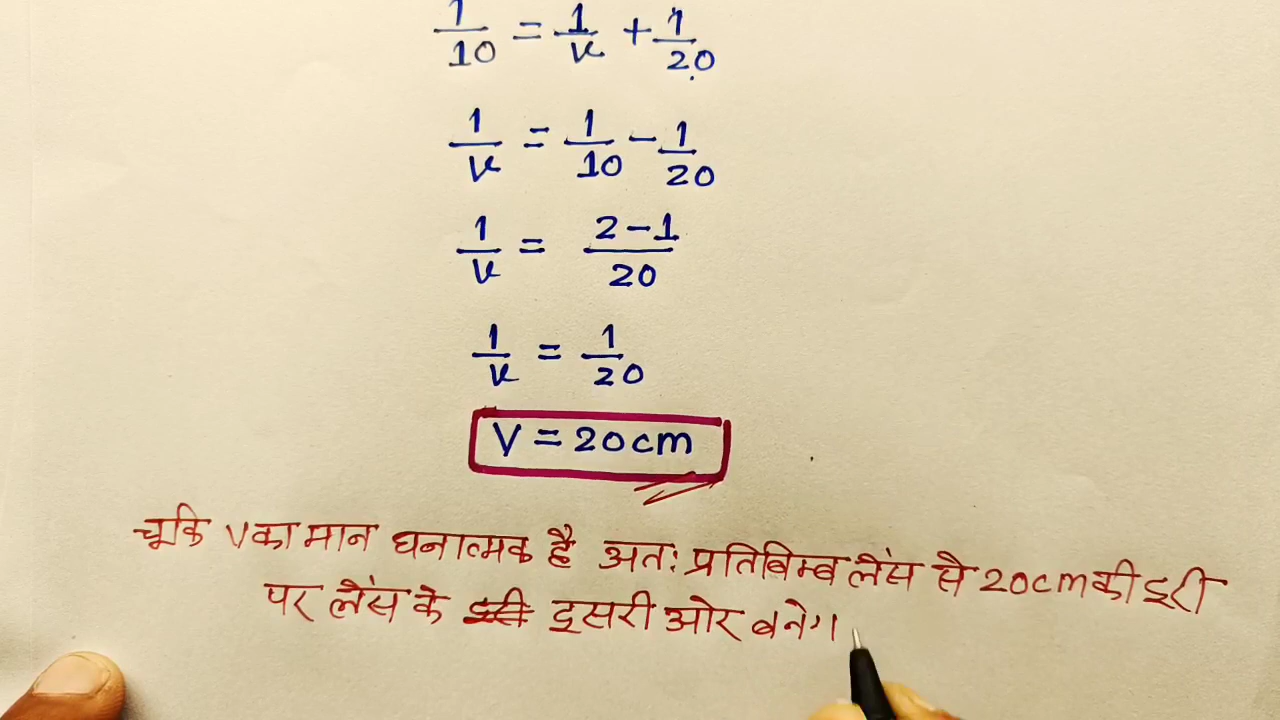 1/10 = 1/v + 1/20
1/v = 1/10 - 1/20
1/v = 2-1/20
1/v = 1/20
V = 20cm
चूकि V का मान धनात्मक है अतः प्रतिविम्व लेंस से 20cm की दूरी
पर लेंस के दूसरी ओर बनेगा